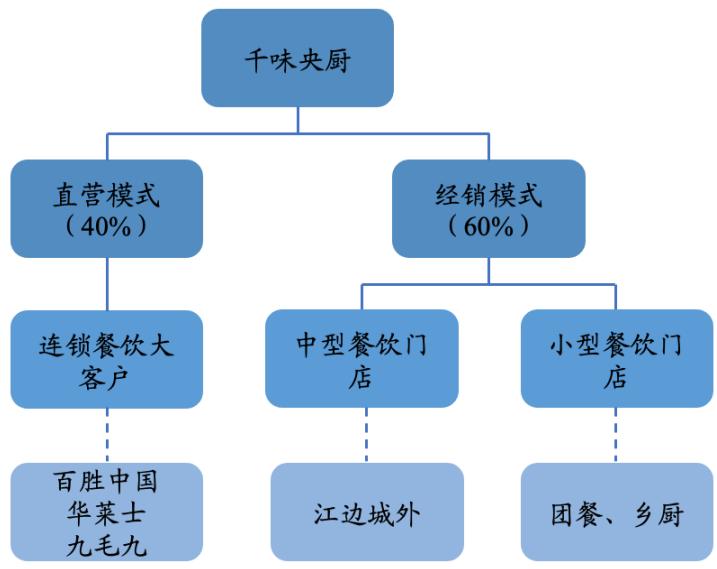 千味央厨
直营模式
（40%）
经销模式
（60%）
连锁餐饮大
客户
中型餐饮门
店
小型餐饮门
店
百胜中国
华莱士
九毛九
江边城外
团餐、乡厨